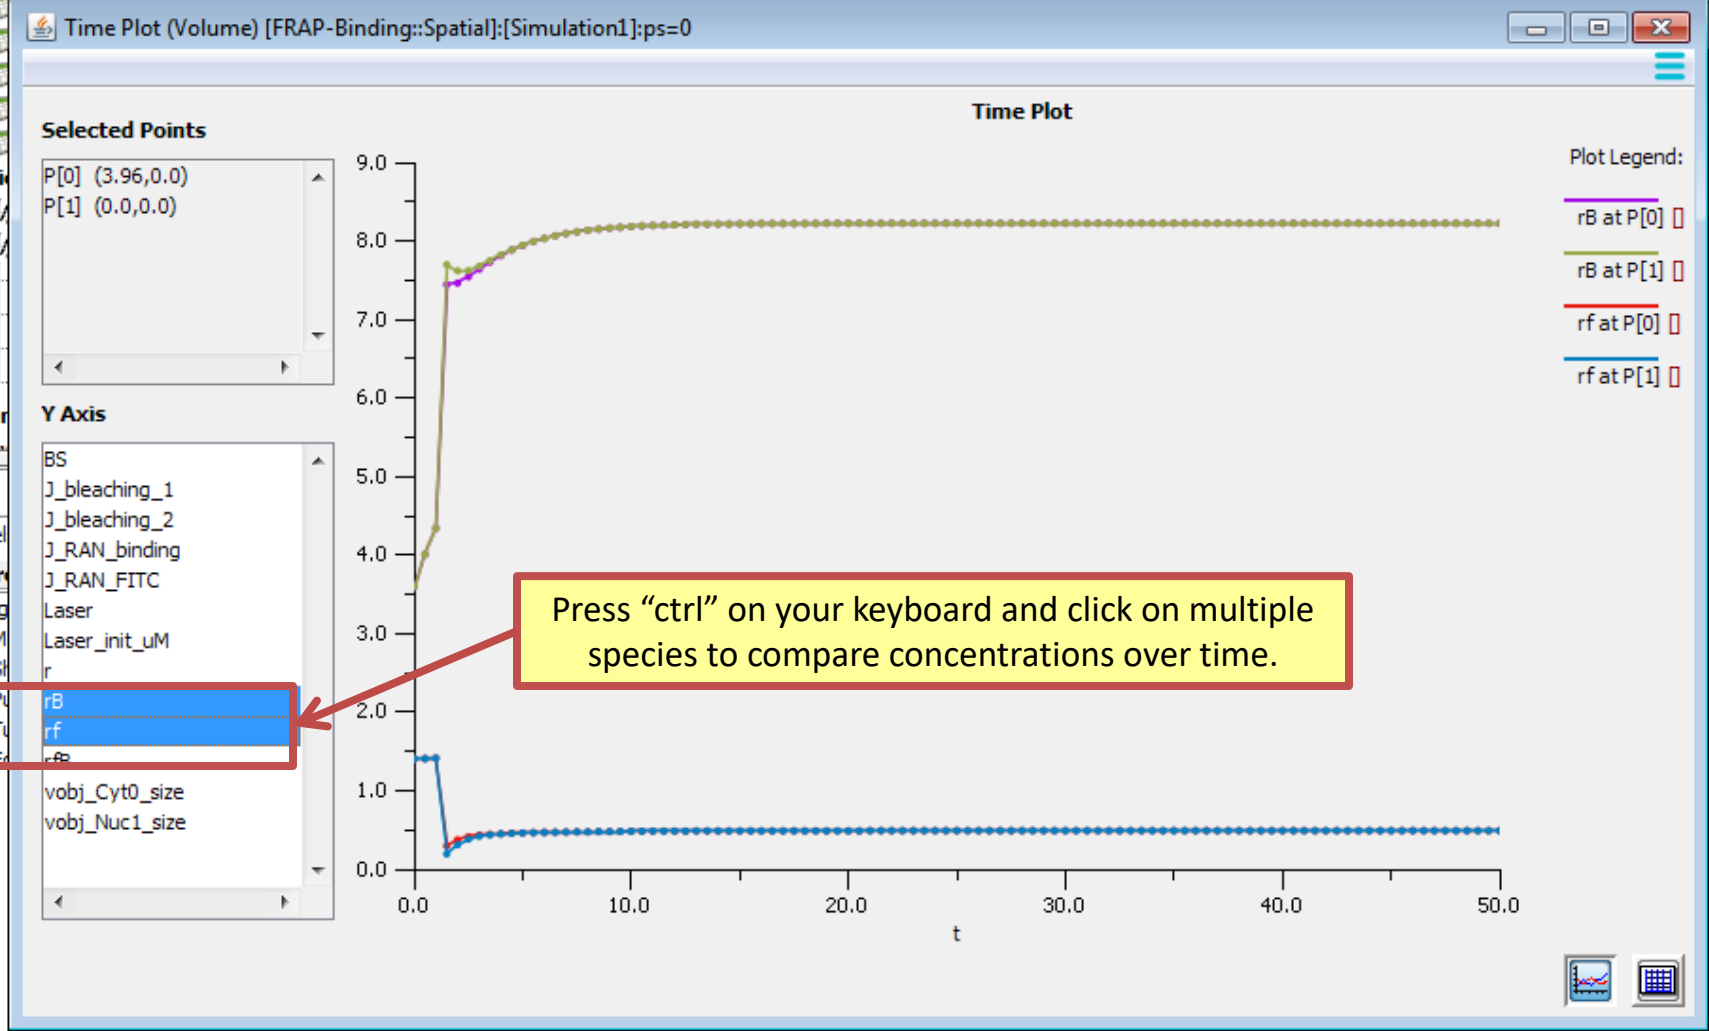 Time Plot (Volume) [FRAP-Binding::Spatial]:[Simulation1]:ps=0
Time Plot
Selected Points
P[0] (3.96,0.0)
P[1] (0.0,0.0)
Y Axis
BS
J_bleaching_1
J_bleaching_2
J_RAN_binding
J_RAN_FITC
Laser
Laser_init_uM
r
rB
rf
rfB
vobj_Cyt0_size
vobj_Nuc1_size
9.0
8.0
7.0
6.0
5.0
4.0
3.0
2.0
1.0
0.0
0.0
10.0
20.0
30.0
40.0
50.0
t
Press “ctrl” on your keyboard and click on multiple
species to compare concentrations over time.
Plot Legend:
rB at P[0] []
rB at P[1] []
rf at P[0] []
rf at P[1] []